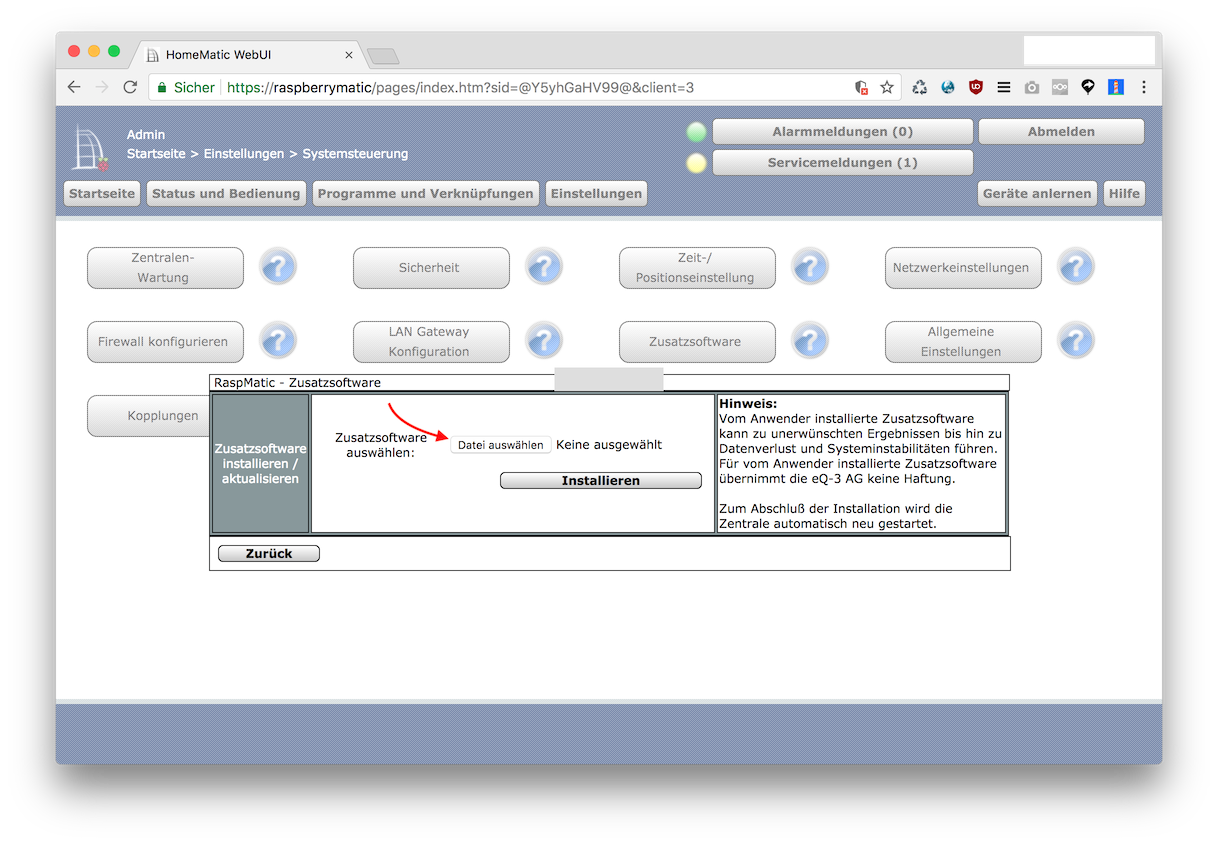 HomeMatic WebUI
Sicher https://raspberrymatic/pages/index.htm?sid=@Y5yhGaHV99@&client=3
Admin
Startseite > Einstellungen > Systemsteuerung
Alarmmeldungen (0)
Abmelden
Servicemeldungen (1)
Startseite
Status und Bedienung
Programme und Verknüpfungen
Einstellungen
Geräte anlernen
Hilfe
Zentralen-
Wartung
Sicherheit
Zeit-/
Positionseinstellung
Netzwerkeinstellungen
Firewall konfigurieren
LAN Gateway
Konfiguration
Zusatzsoftware
Allgemeine
Einstellungen
Kopplungen
RaspMatic - Zusatzsoftware
Zusatzsoftware
installieren /
aktualisieren
Zusatzsoftware
auswählen:
Datei auswählen Keine ausgewählt
Installieren
Hinweis:
Vom Anwender installierte Zusatzsoftware
kann zu unerwünschten Ergebnissen bis hin zu
Datenverlust und Systeminstabilitäten führen.
Für vom Anwender installierte Zusatzsoftware
übernimmt die eQ-3 AG keine Haftung.
Zum Abschluß der Installation wird die
Zentrale automatisch neu gestartet.
Zurück